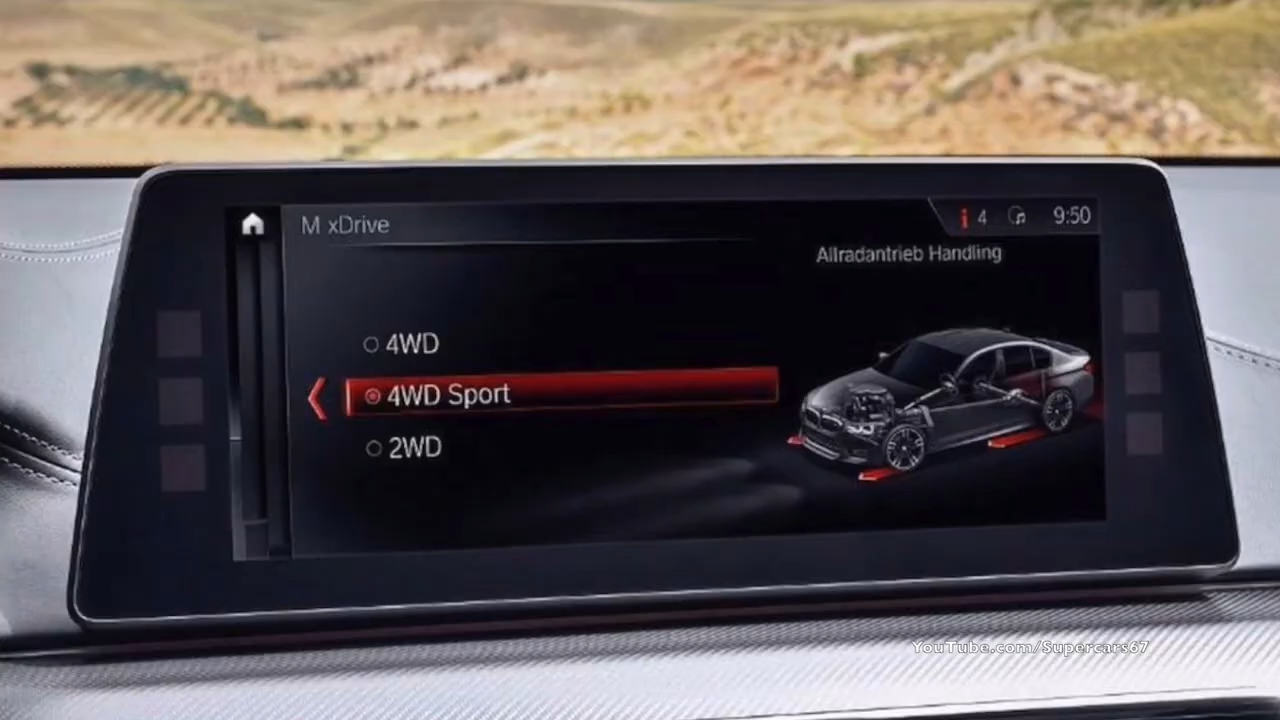 M xDrive
i 4 9:50
Allradantrieb Handling
4WD
4WD Sport
2WD
YouTube.com/Supercars67